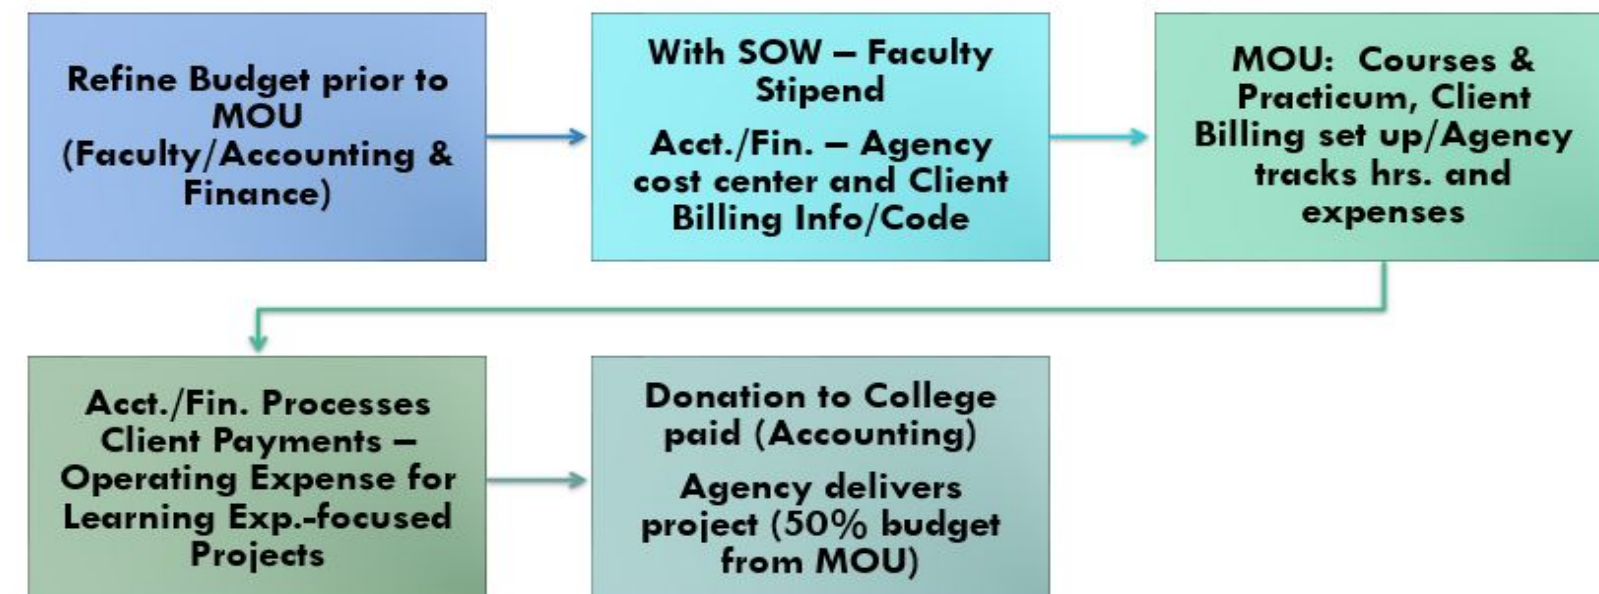 Refine Budget prior to
MOU
(Faculty/Accounting &
Finance)
With SOW – Faculty
Stipend
Acct./Fin. – Agency
cost center and Client
Billing Info/Code
MOU:  Courses &
Practicum, Client
Billing set up/Agency
tracks hrs. and
expenses
Acct./Fin. Processes
Client Payments –
Operating Expense for
Learning Exp.-focused
Projects
Donation to College
paid (Accounting)
Agency delivers
project (50% budget
from MOU)